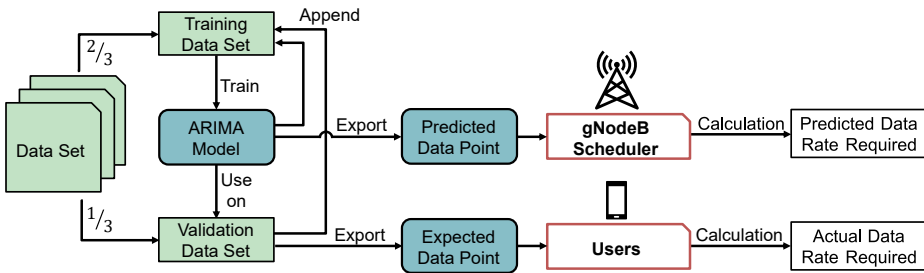 Training
Data Set
Append
2/3
Train
Data Set
ARIMA
Model
Export
Predicted
Data Point
gNodeB
Scheduler
Calculation
Predicted Data
Rate Required
Use
on
1/3
Validation
Data Set
Export
Expected
Data Point
Users
Calculation
Actual Data
Rate Required